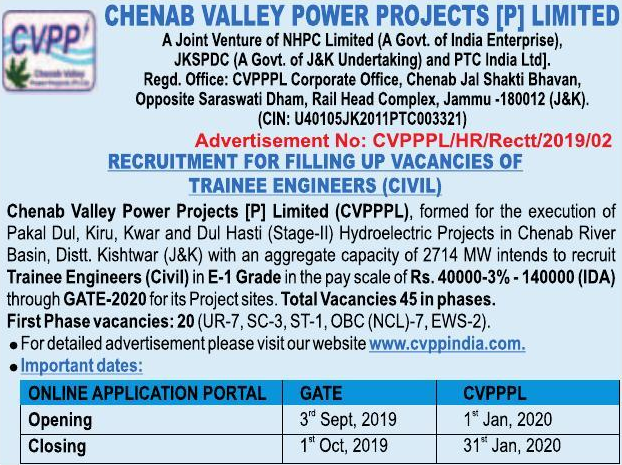 CHENAB VALLEY POWER PROJECTS [P] LIMITED
CVPP
Chenab Valley
A Joint Venture of NHPC Limited (A Govt. of India Enterprise),
JKSPDC (A Govt. of J&K Undertaking) and PTC India Ltd].
Regd. Office: CVPPPL Corporate Office, Chenab Jal Shakti Bhavan,
Opposite Saraswati Dham, Rail Head Complex, Jammu -180012 (J&K).
(CIN: U40105JK2011PTC003321)
Advertisement No: CVPPPL/HR/Rectt/2019/02
RECRUITMENT FOR FILLING UP VACANCIES OF
TRAINEE ENGINEERS (CIVIL)
Chenab Valley Power Projects [P] Limited (CVPPPL), formed for the execution of
Pakal Dul, Kiru, Kwar and Dul Hasti (Stage-II) Hydroelectric Projects in Chenab River
Basin, Distt. Kishtwar (J&K) with an aggregate capacity of 2714 MW intends to recruit
Trainee Engineers (Civil) in E-1 Grade in the pay scale of Rs. 40000-3% - 140000 (IDA)
through GATE-2020 for its Project sites. Total Vacancies 45 in phases.
First Phase vacancies: 20 (UR-7, SC-3, ST-1, OBC (NCL)-7, EWS-2).
• For detailed advertisement please visit our website www.cvppindia.com.
• Important dates:
ONLINE APPLICATION PORTAL GATE CVPPPL
Opening 3rd Sept, 2019 1st Jan, 2020
Closing 1st Oct, 2019 31st Jan, 2020